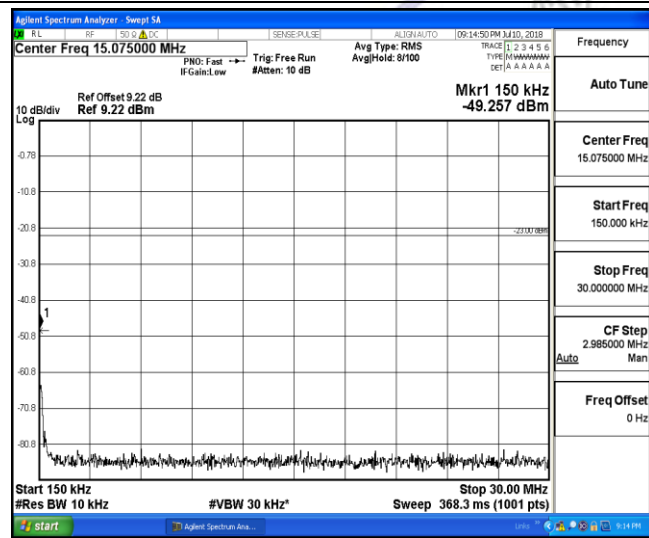 Agilent Spectrum Analyzer - Swept SA
RL RF 50 Ω DC SENSE:PULSE ALIGN AUTO 09:14:50 PM Jul 10, 2018
Center Freq 15.075000 MHz
PNO: Fast
IFGain:Low
Trig: Free Run
#Atten: 10 dB
Avg Type: RMS
Avg|Hold: 8/100
TRACE 1 2 3 4 5 6
TYPE MWWWWW
DET A A A A A A
Frequency
Ref Offset 9.22 dB
10 dB/div Ref 9.22 dBm
Log
Mkr1 150 kHz
-49.257 dBm
-0.78
-10.8
-20.8
-23.00 dBm
-30.8
-40.8
1
-50.8
-60.8
-70.8
-80.8
Start 150 kHz Stop 30.00 MHz
#Res BW 10 kHz #VBW 30 kHz* Sweep 368.3 ms (1001 pts)
Auto Tune
Center Freq
15.075000 MHz
Start Freq
150.000 kHz
Stop Freq
30.000000 MHz
CF Step
2.985000 MHz
Auto Man
Freq Offset
0 Hz
start Agilent Spectrum Ana... Links » 9:14 PM